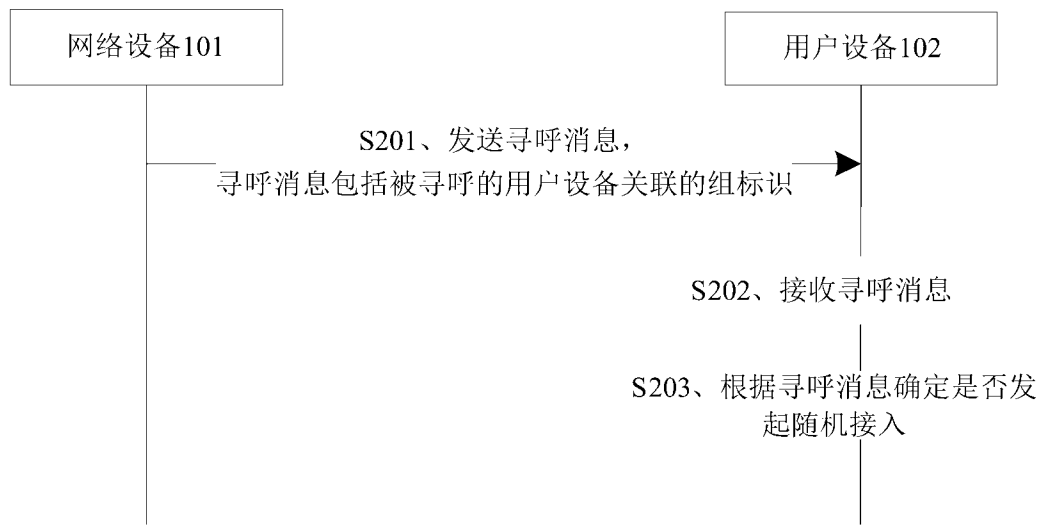 网络设备101
用户设备102
S201、发送寻呼消息，
寻呼消息包括被寻呼的用户设备关联的组标识
S202、接收寻呼消息
S203、根据寻呼消息确定是否发
起随机接入